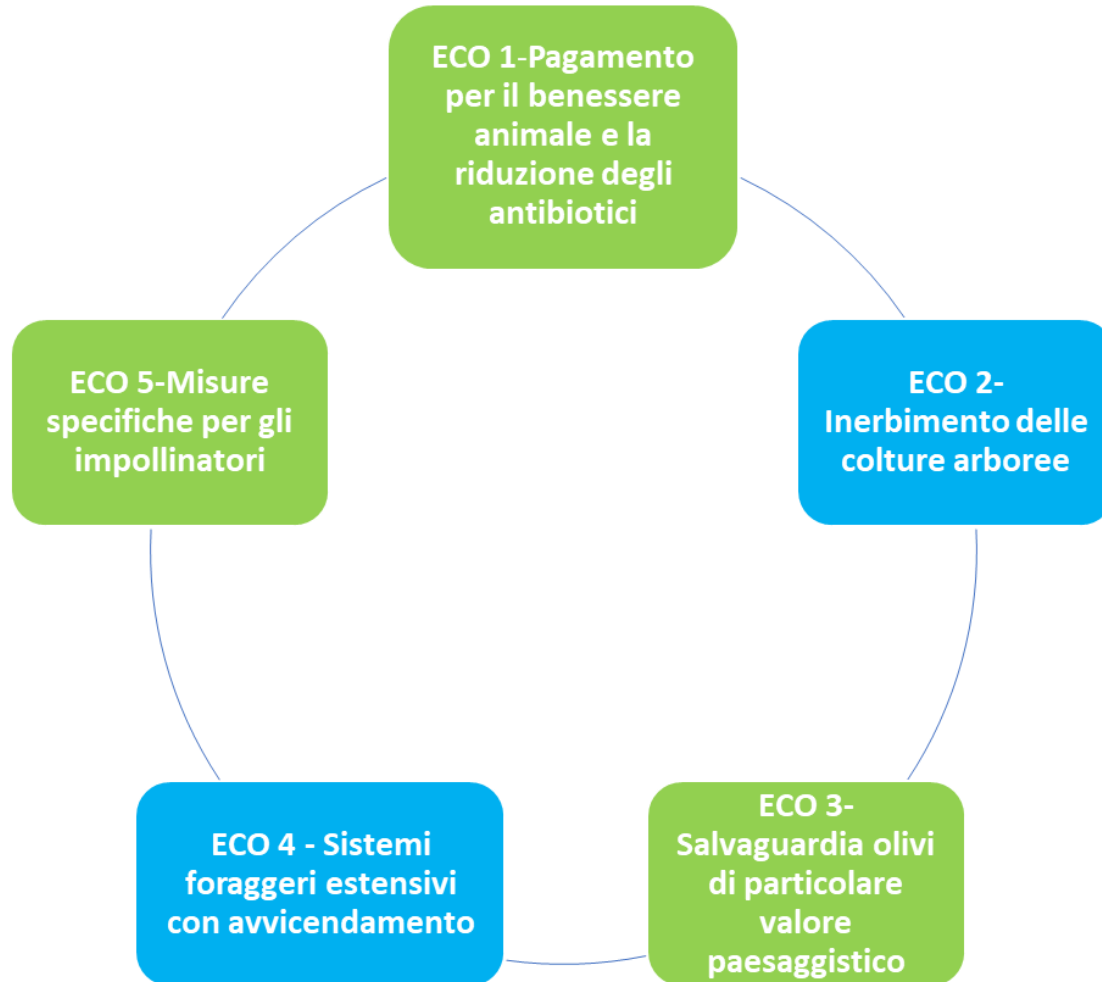 ECO 1-Pagamento
per il benessere
animale e la
riduzione degli
antibiotici
ECO 2-
Inerbimento delle
colture arboree
ECO 3-
Salvaguardia olivi
di particolare
valore
paesaggistico
ECO 4 - Sistemi
foraggeri estensivi
con avvicendamento
ECO 5-Misure
specifiche per gli
impollinatori